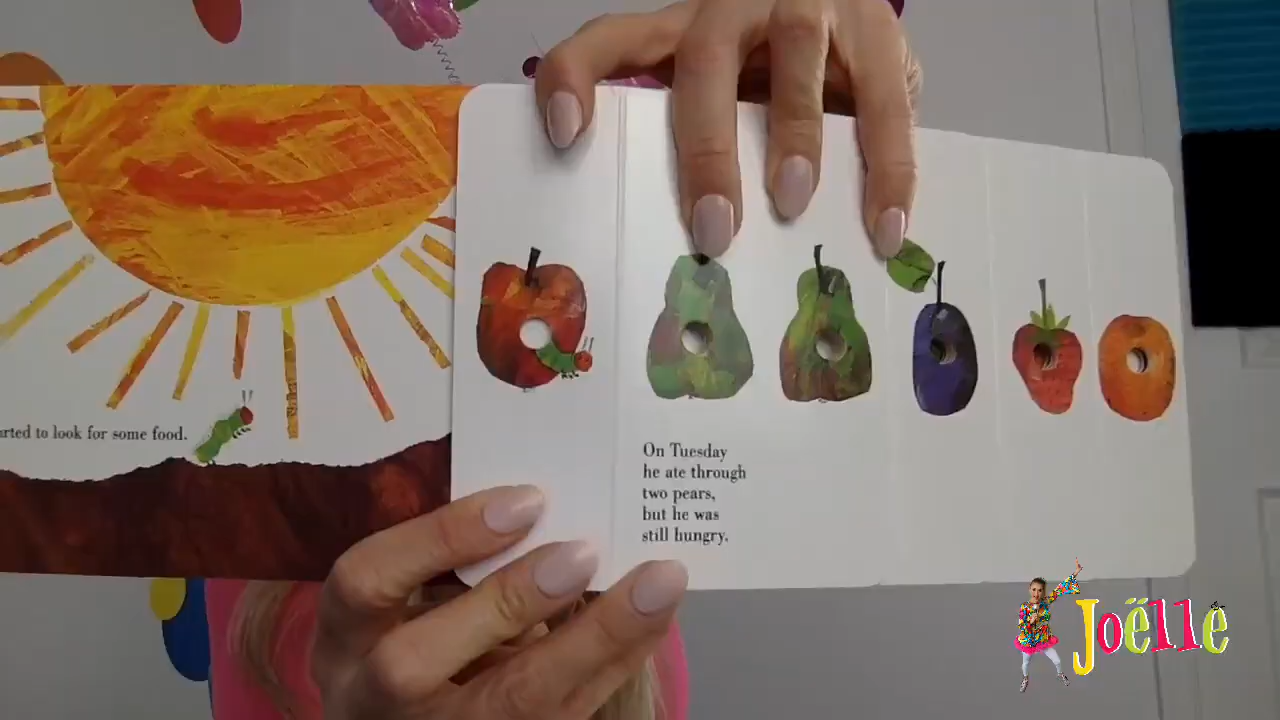 arted to look for some food.
On Tuesday
he ate through
two pears,
but he was
still hungry.
Joëlle